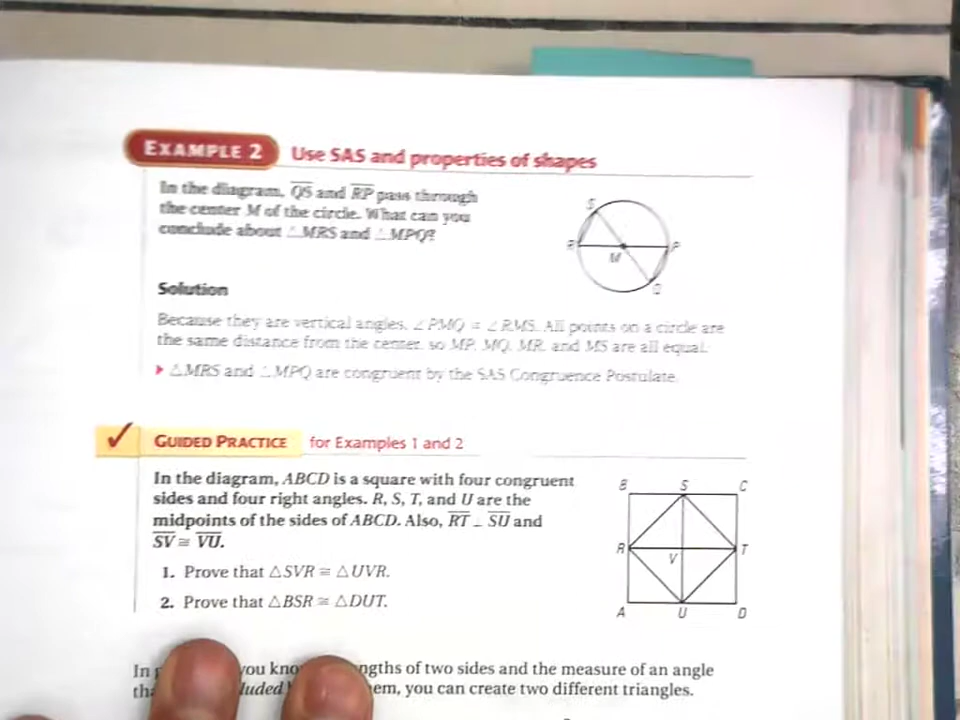 EXAMPLE 2 Use SAS and properties of shapes
In the diagram, QS and RP pass through
the center M of the circle. What can you
conclude about △MRS and △MPQ?
S
R
P
M
Q
Solution
Because they are vertical angles, ∠PMQ ≅ ∠RMS. All points on a circle are
the same distance from the center, so MP, MQ, MR, and MS are all equal.
▶ △MRS and △MPQ are congruent by the SAS Congruence Postulate.
✓ GUIDED PRACTICE for Examples 1 and 2
In the diagram, ABCD is a square with four congruent
sides and four right angles. R, S, T, and U are the
midpoints of the sides of ABCD. Also, RT ⊥ SU and
SV ≅ VU.
1. Prove that △SVR ≅ △UVR.
2. Prove that △BSR ≅ △DUT.
B S C
R V T
A U D
In you ngths of two sides and the measure of an angle
em, you can create two different triangles.